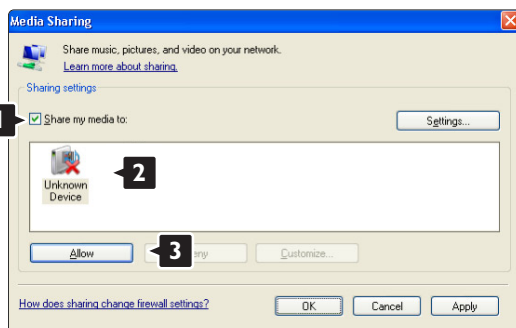 Media Sharing
Share music, pictures, and video on your network.
Learn more about sharing.
Sharing settings
1
Share my media to:
Settings...
2
Unknown
Device
Allow
3
Customize...
How does sharing change firewall settings?
OK
Cancel
Apply